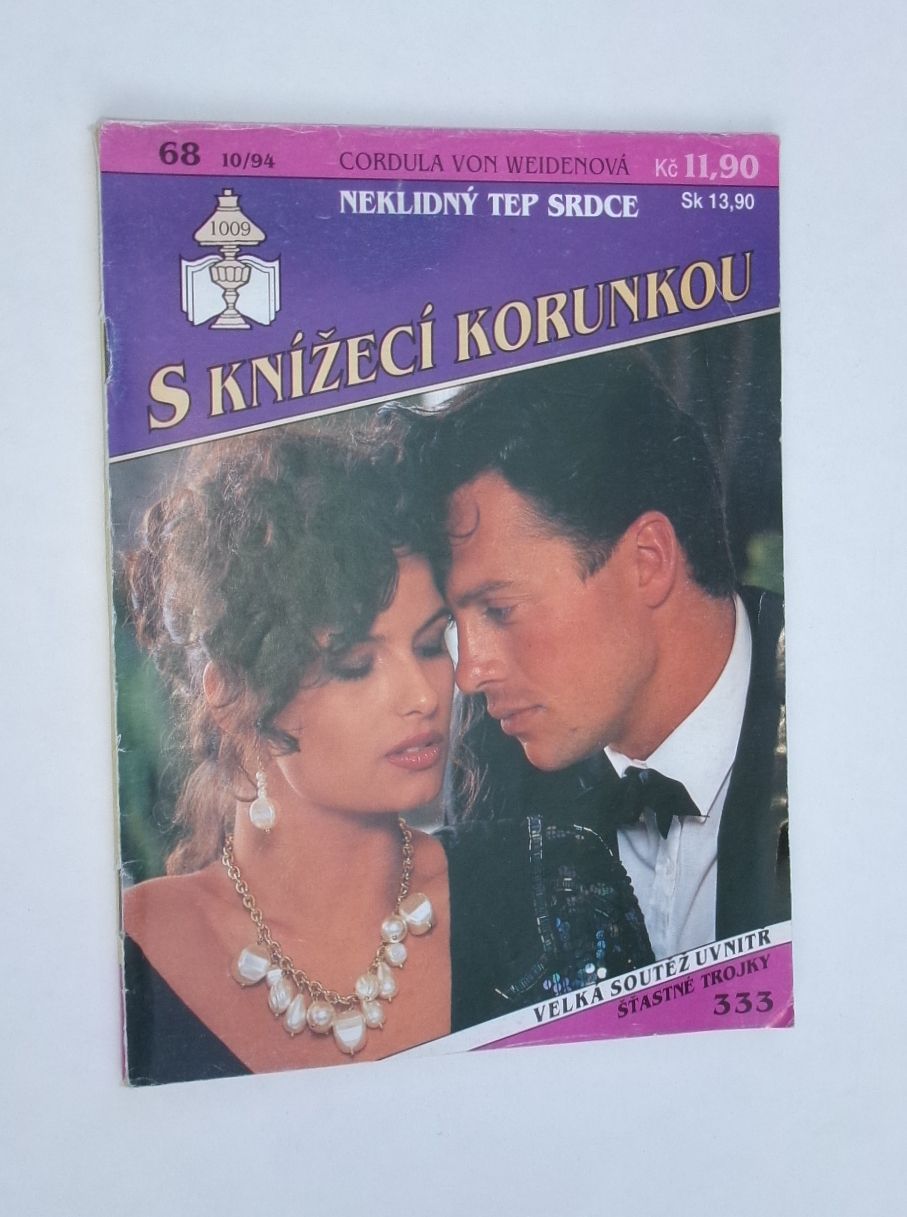 68 10/94 CORDULA VON WEIDENOVÁ Kč 11,90
NEKLIDNÝ TEP SRDCE Sk 13,90
1009
S KNÍŽECÍ KORUNKOU
VELKÁ SOUTĚŽ UVNITŘ
ŠŤASTNÉ TROJKY
333